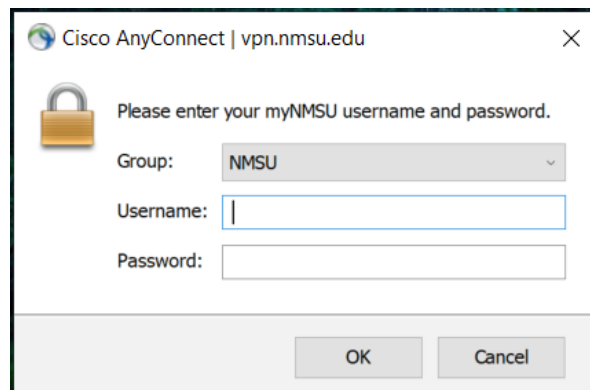 Cisco AnyConnect | vpn.nmsu.edu
Please enter your myNMSU username and password.
Group: NMSU
Username:
Password:
OK Cancel